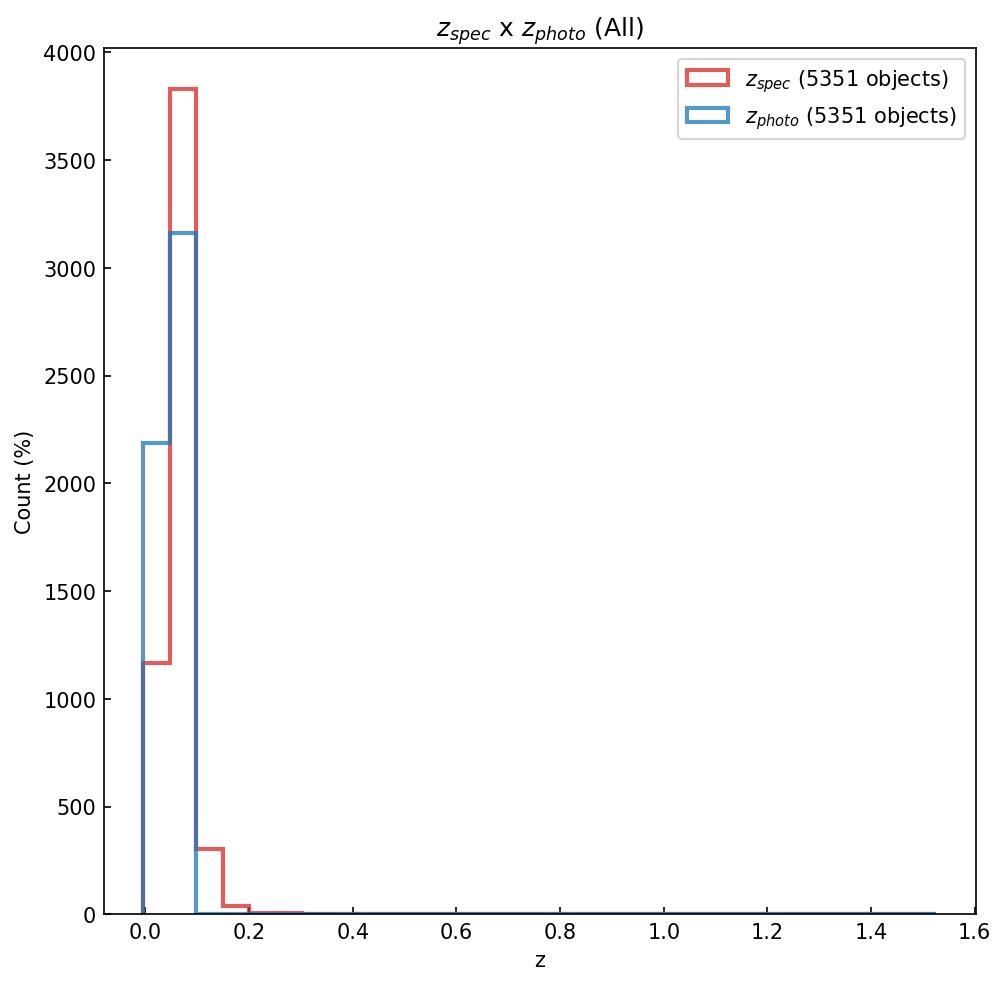 z_spec x z_photo (All)
z_spec (5351 objects)
z_photo (5351 objects)
Count (%)
4000
3500
3000
2500
2000
1500
1000
500
0
0.0 0.2 0.4 0.6 0.8 1.0 1.2 1.4 1.6
z